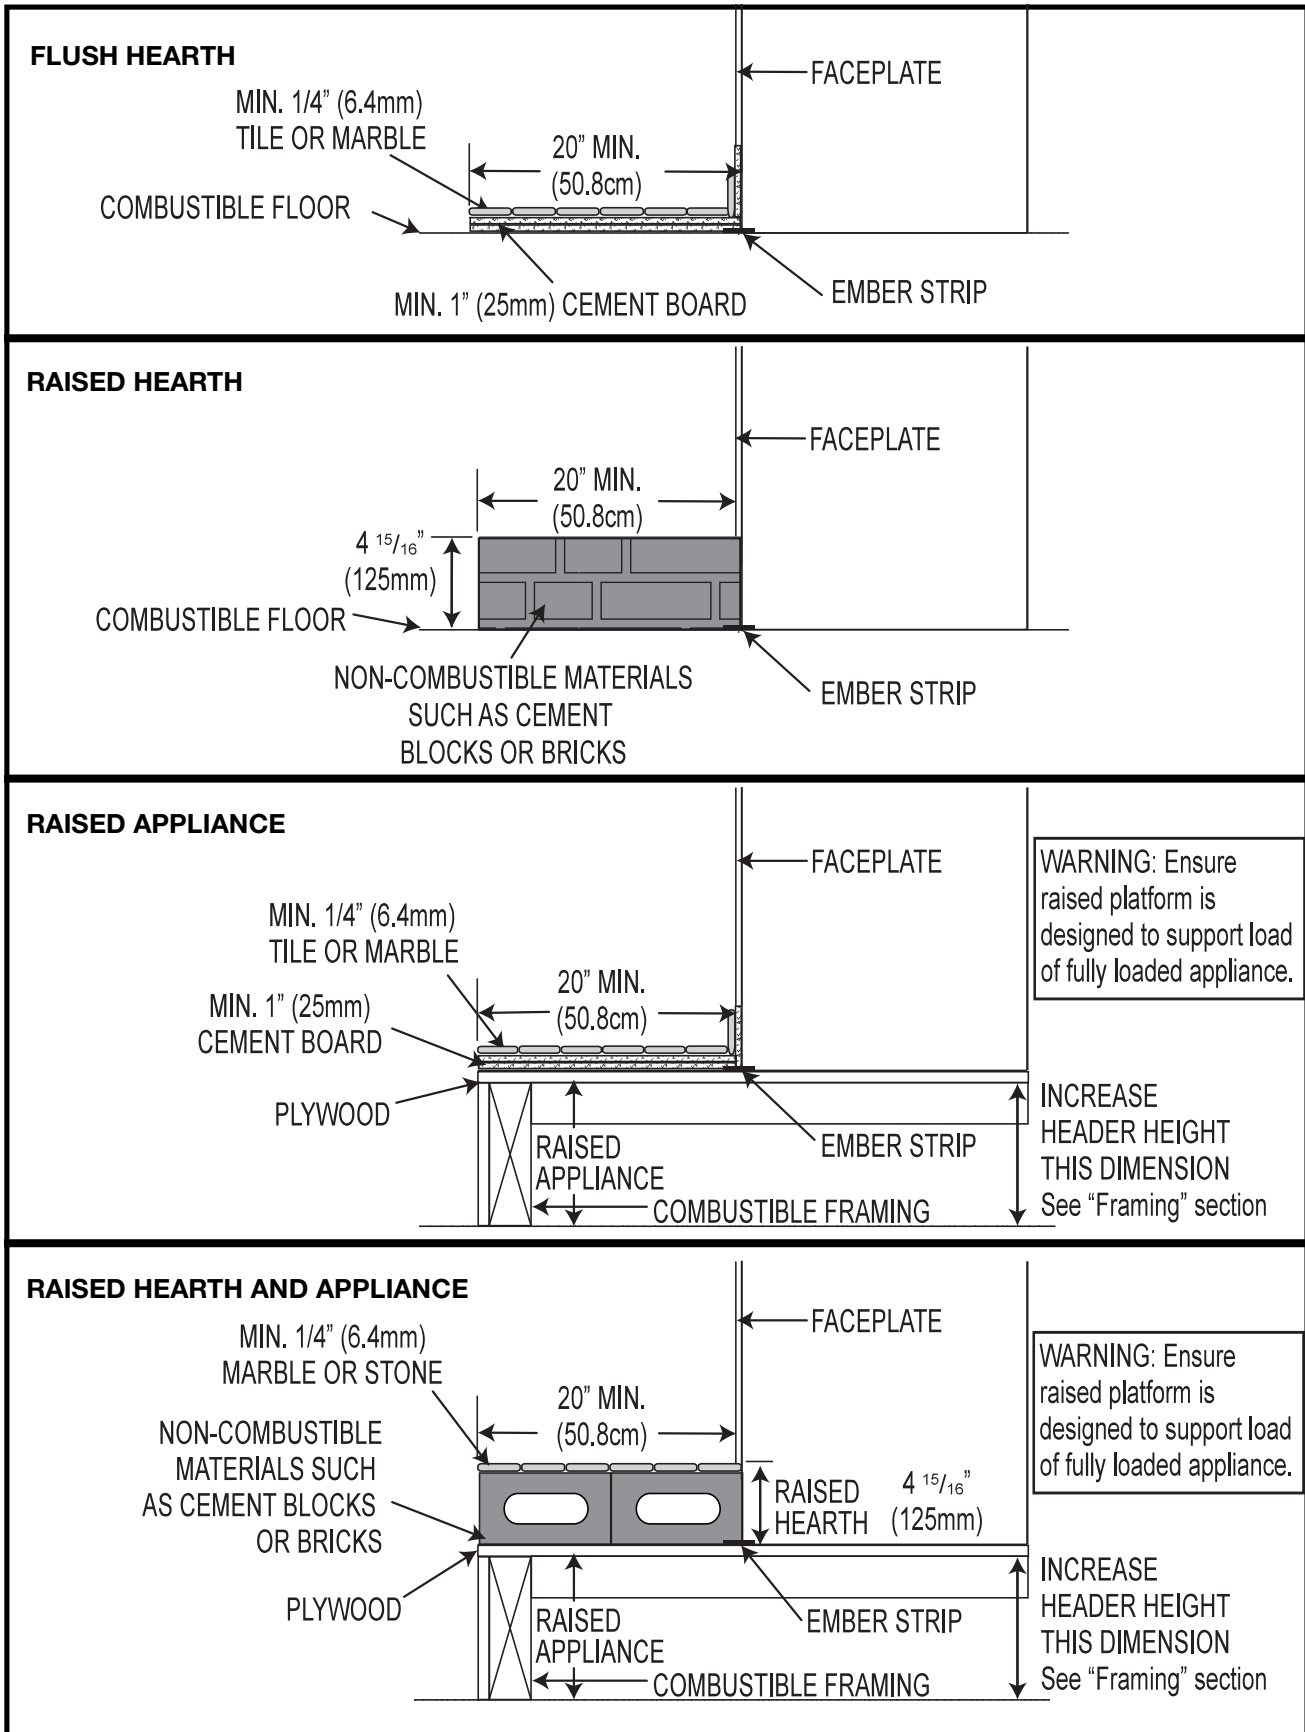 FLUSH HEARTH
MIN. 1/4” (6.4mm)
TILE OR MARBLE
COMBUSTIBLE FLOOR
20” MIN.
(50.8cm)
FACEPLATE
EMBER STRIP
MIN. 1” (25mm) CEMENT BOARD
RAISED HEARTH
FACEPLATE
20” MIN.
(50.8cm)
4 15/16”
(125mm)
COMBUSTIBLE FLOOR
NON-COMBUSTIBLE MATERIALS
SUCH AS CEMENT
BLOCKS OR BRICKS
EMBER STRIP
RAISED APPLIANCE
FACEPLATE
WARNING: Ensure
raised platform is
designed to support load
of fully loaded appliance.
MIN. 1/4” (6.4mm)
TILE OR MARBLE
20” MIN.
(50.8cm)
MIN. 1” (25mm)
CEMENT BOARD
PLYWOOD
RAISED
APPLIANCE
COMBUSTIBLE FRAMING
EMBER STRIP
INCREASE
HEADER HEIGHT
THIS DIMENSION
See “Framing” section
RAISED HEARTH AND APPLIANCE
MIN. 1/4” (6.4mm)
MARBLE OR STONE
FACEPLATE
WARNING: Ensure
raised platform is
designed to support load
of fully loaded appliance.
20” MIN.
(50.8cm)
NON-COMBUSTIBLE
MATERIALS SUCH
AS CEMENT BLOCKS
OR BRICKS
RAISED
HEARTH
4 15/16”
(125mm)
PLYWOOD
RAISED
APPLIANCE
COMBUSTIBLE FRAMING
EMBER STRIP
INCREASE
HEADER HEIGHT
THIS DIMENSION
See “Framing” section